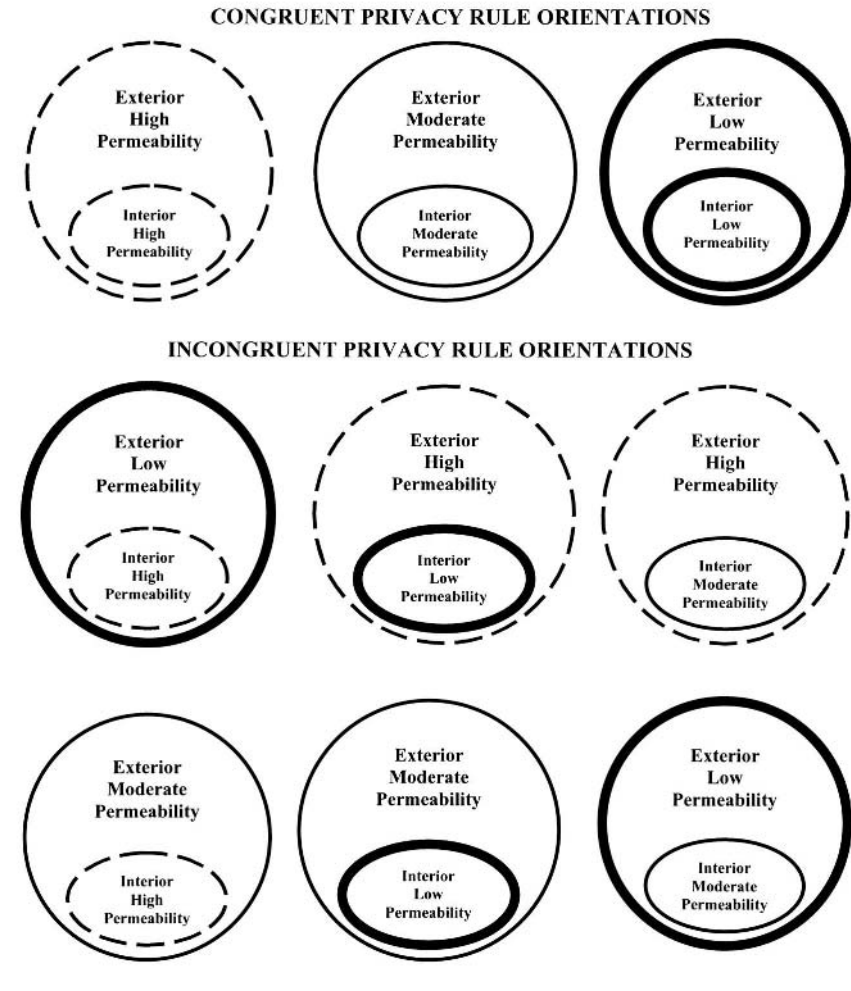 CONGRUENT PRIVACY RULE ORIENTATIONS
Exterior
High
Permeability
Interior
High
Permeability
Exterior
Moderate
Permeability
Interior
Moderate
Permeability
Exterior
Low
Permeability
Interior
Low
Permeability
INCONGRUENT PRIVACY RULE ORIENTATIONS
Exterior
Low
Permeability
Interior
High
Permeability
Exterior
High
Permeability
Interior
Low
Permeability
Exterior
High
Permeability
Interior
Moderate
Permeability
Exterior
Moderate
Permeability
Interior
High
Permeability
Exterior
Moderate
Permeability
Interior
Low
Permeability
Exterior
Low
Permeability
Interior
Moderate
Permeability